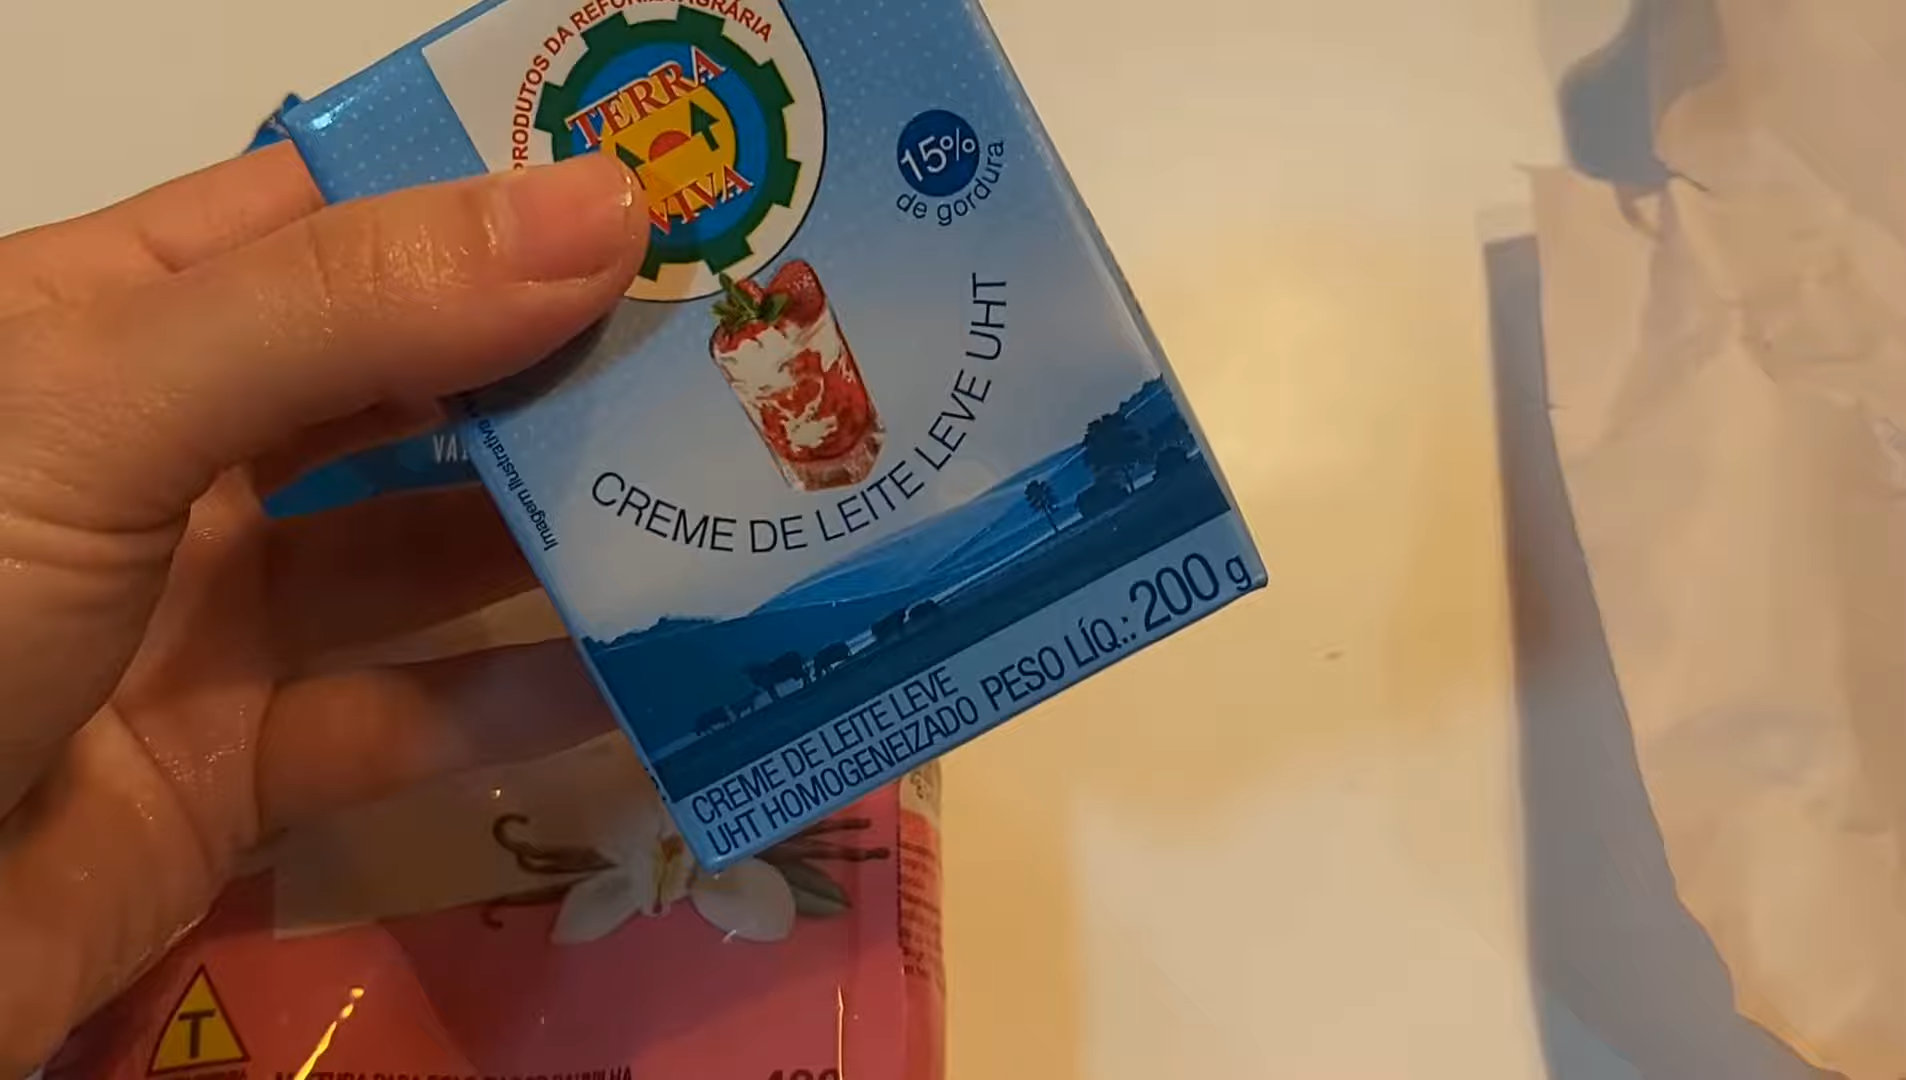 PRODUTOS DA REFORMA AGRÁRIA
TERRA
VIVA
15%
de gordura
CREME DE LEITE LEVE UHT
Imagem Ilustrativa
CREME DE LEITE LEVE
UHT HOMOGENEIZADO PESO LÍQ.: 200 g
T